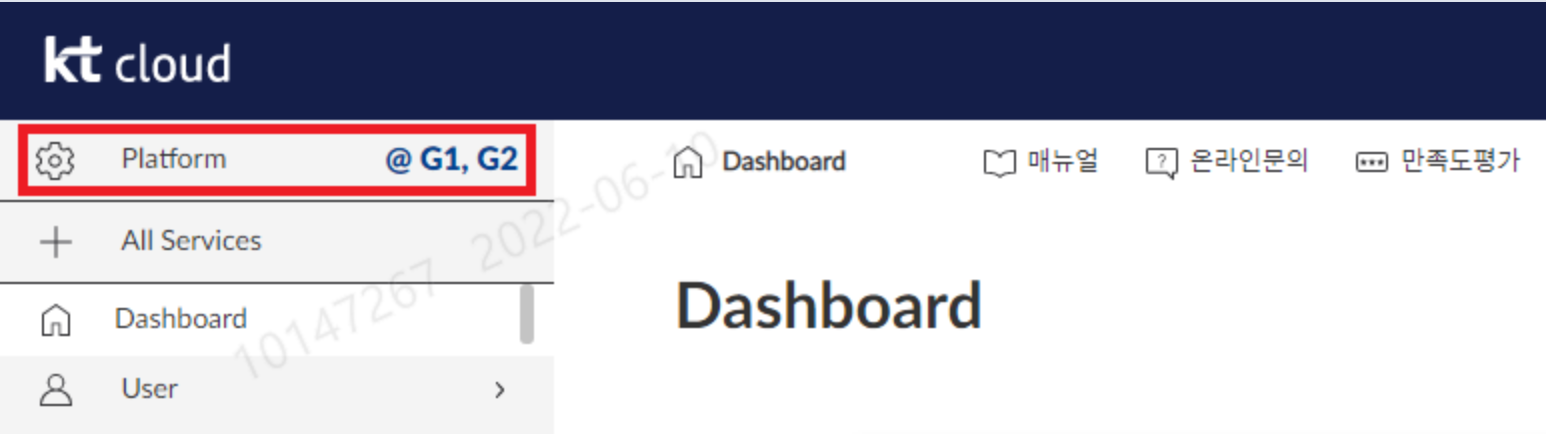 kt cloud
Platform @ G1, G2
All Services
Dashboard
User
Dashboard 매뉴얼 온라인문의 만족도평가
Dashboard
10147267 2022-06-10